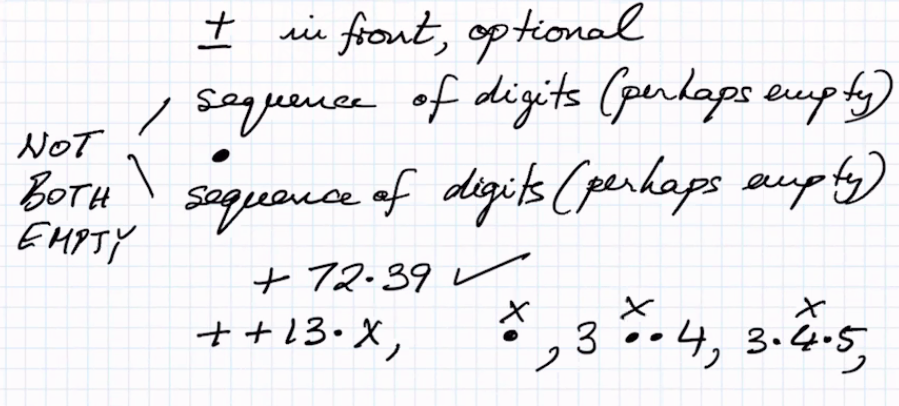 ± in front, optional
sequence of digits (perhaps empty)
NOT
BOTH
EMPTY
•
sequence of digits (perhaps empty)
+ 72.39 ✓
+ +13. x, x •, 3 x •• 4, 3.4.5, x